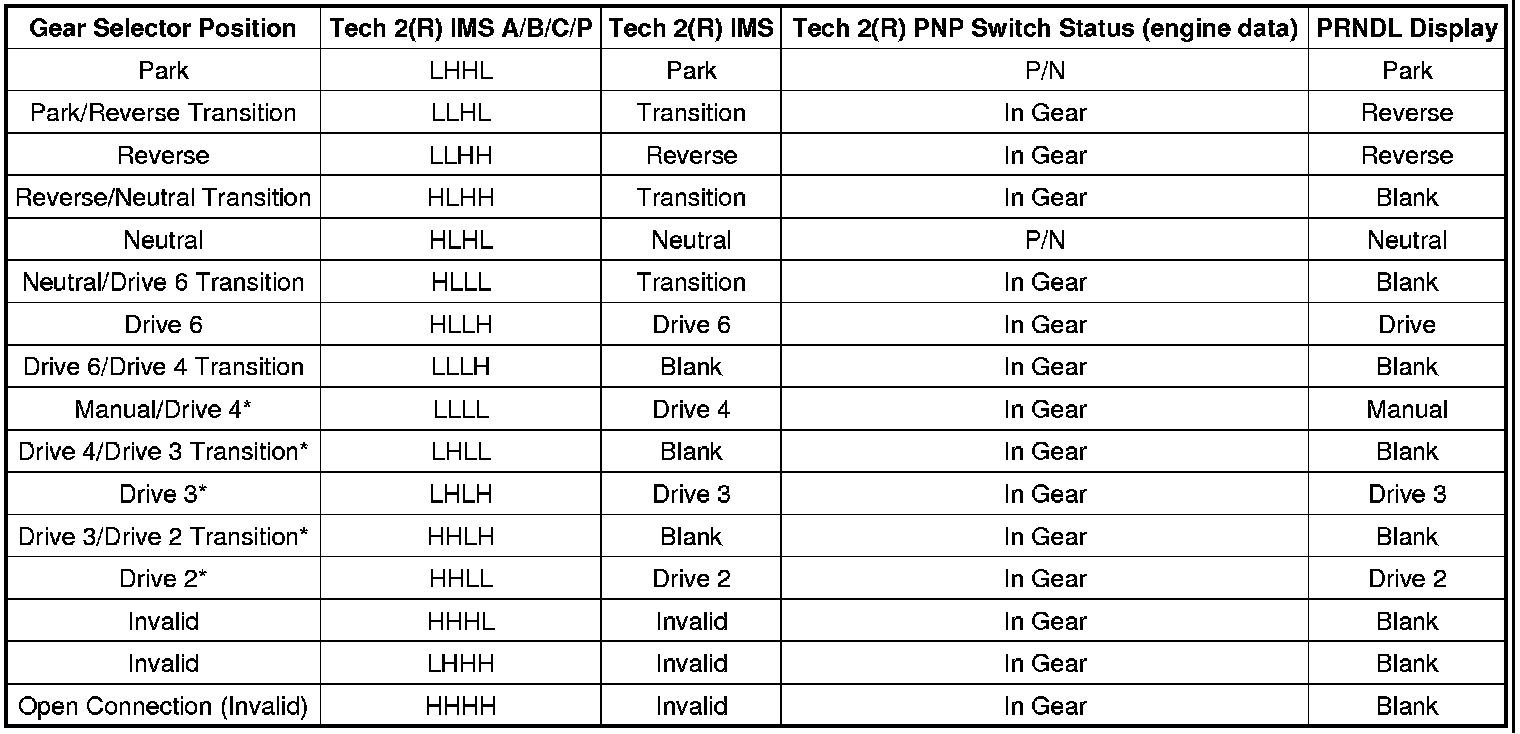 Gear Selector Position Tech 2(R) IMS A/B/C/P Tech 2(R) IMS Tech 2(R) PNP Switch Status (engine data) PRNDL Display
Park LHHL Park P/N Park
Park/Reverse Transition LLHL Transition In Gear Reverse
Reverse LLHH Reverse In Gear Reverse
Reverse/Neutral Transition HLHH Transition In Gear Blank
Neutral HLHL Neutral P/N Neutral
Neutral/Drive 6 Transition HLLL Transition In Gear Blank
Drive 6 HLLH Drive 6 In Gear Drive
Drive 6/Drive 4 Transition LLLH Blank In Gear Blank
Manual/Drive 4* LLLL Drive 4 In Gear Manual
Drive 4/Drive 3 Transition* LHLL Blank In Gear Blank
Drive 3* LHLH Drive 3 In Gear Drive 3
Drive 3/Drive 2 Transition* HHLH Blank In Gear Blank
Drive 2* HHLL Drive 2 In Gear Drive 2
Invalid HHHL Invalid In Gear Blank
Invalid LHHH Invalid In Gear Blank
Open Connection (Invalid) HHHH Invalid In Gear Blank